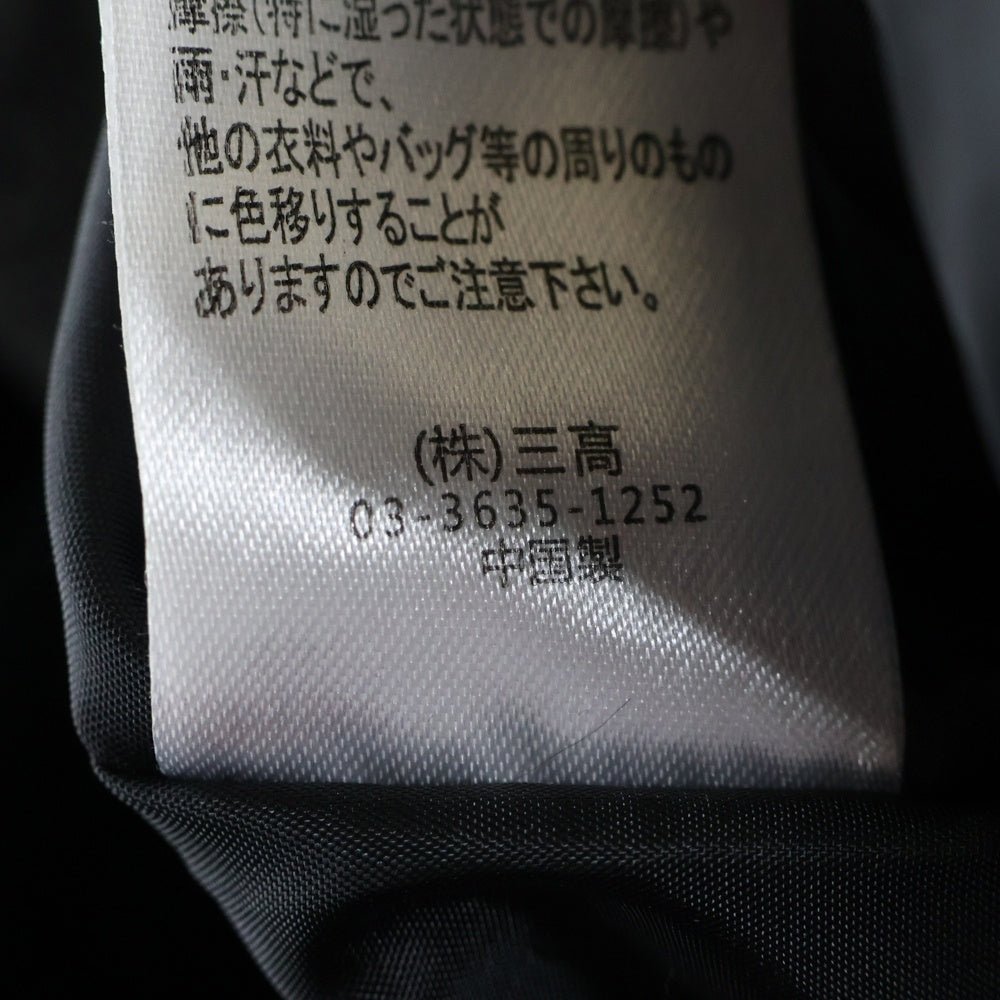 摩擦(特に湿った状態での摩擦)や
雨・汗などで、
他の衣料やバッグ等の周りのもの
に色移りすることが
ありますのでご注意下さい。
(株)三高
03-3635-1252
中国製